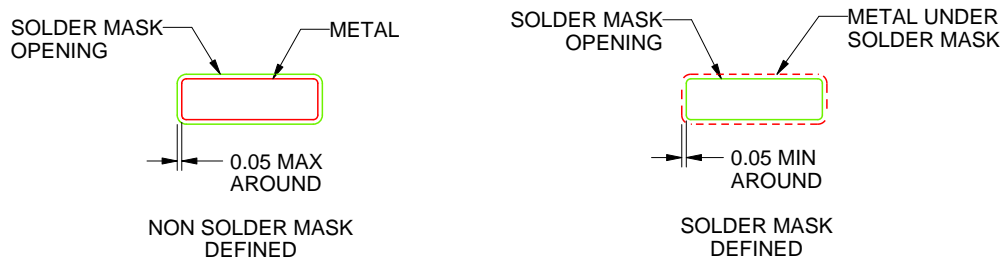 SOLDER MASK
OPENING
METAL
0.05 MAX
AROUND
NON SOLDER MASK
DEFINED
SOLDER MASK
OPENING
METAL UNDER
SOLDER MASK
0.05 MIN
AROUND
SOLDER MASK
DEFINED